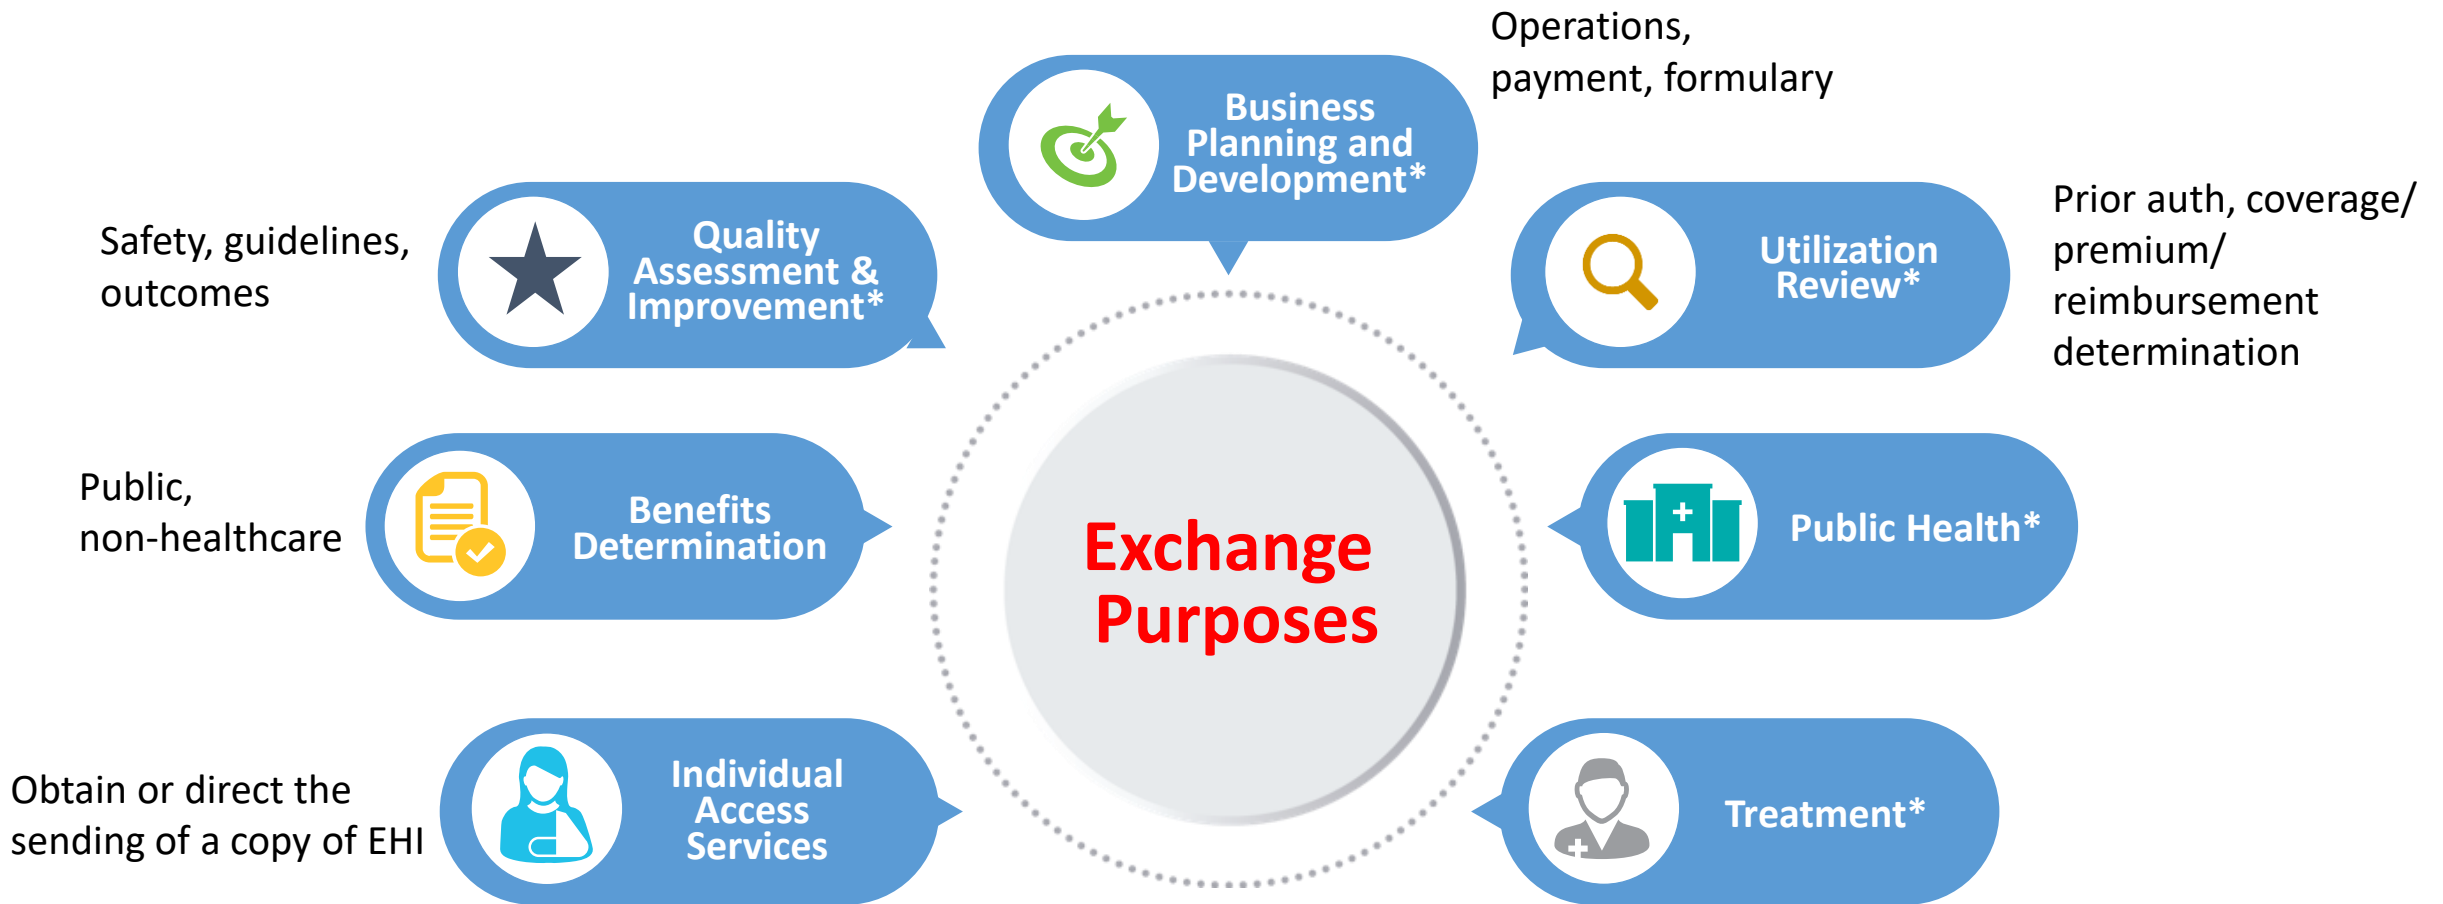 Operations,
payment, formulary
Business
Planning and
Development*
Safety, guidelines,
outcomes
Quality
Assessment &
Improvement*
Utilization
Review*
Prior auth, coverage/
premium/
reimbursement
determination
Public,
non-healthcare
Benefits
Determination
Exchange
Purposes
Public Health*
Obtain or direct the
sending of a copy of EHI
Individual
Access
Services
Treatment*